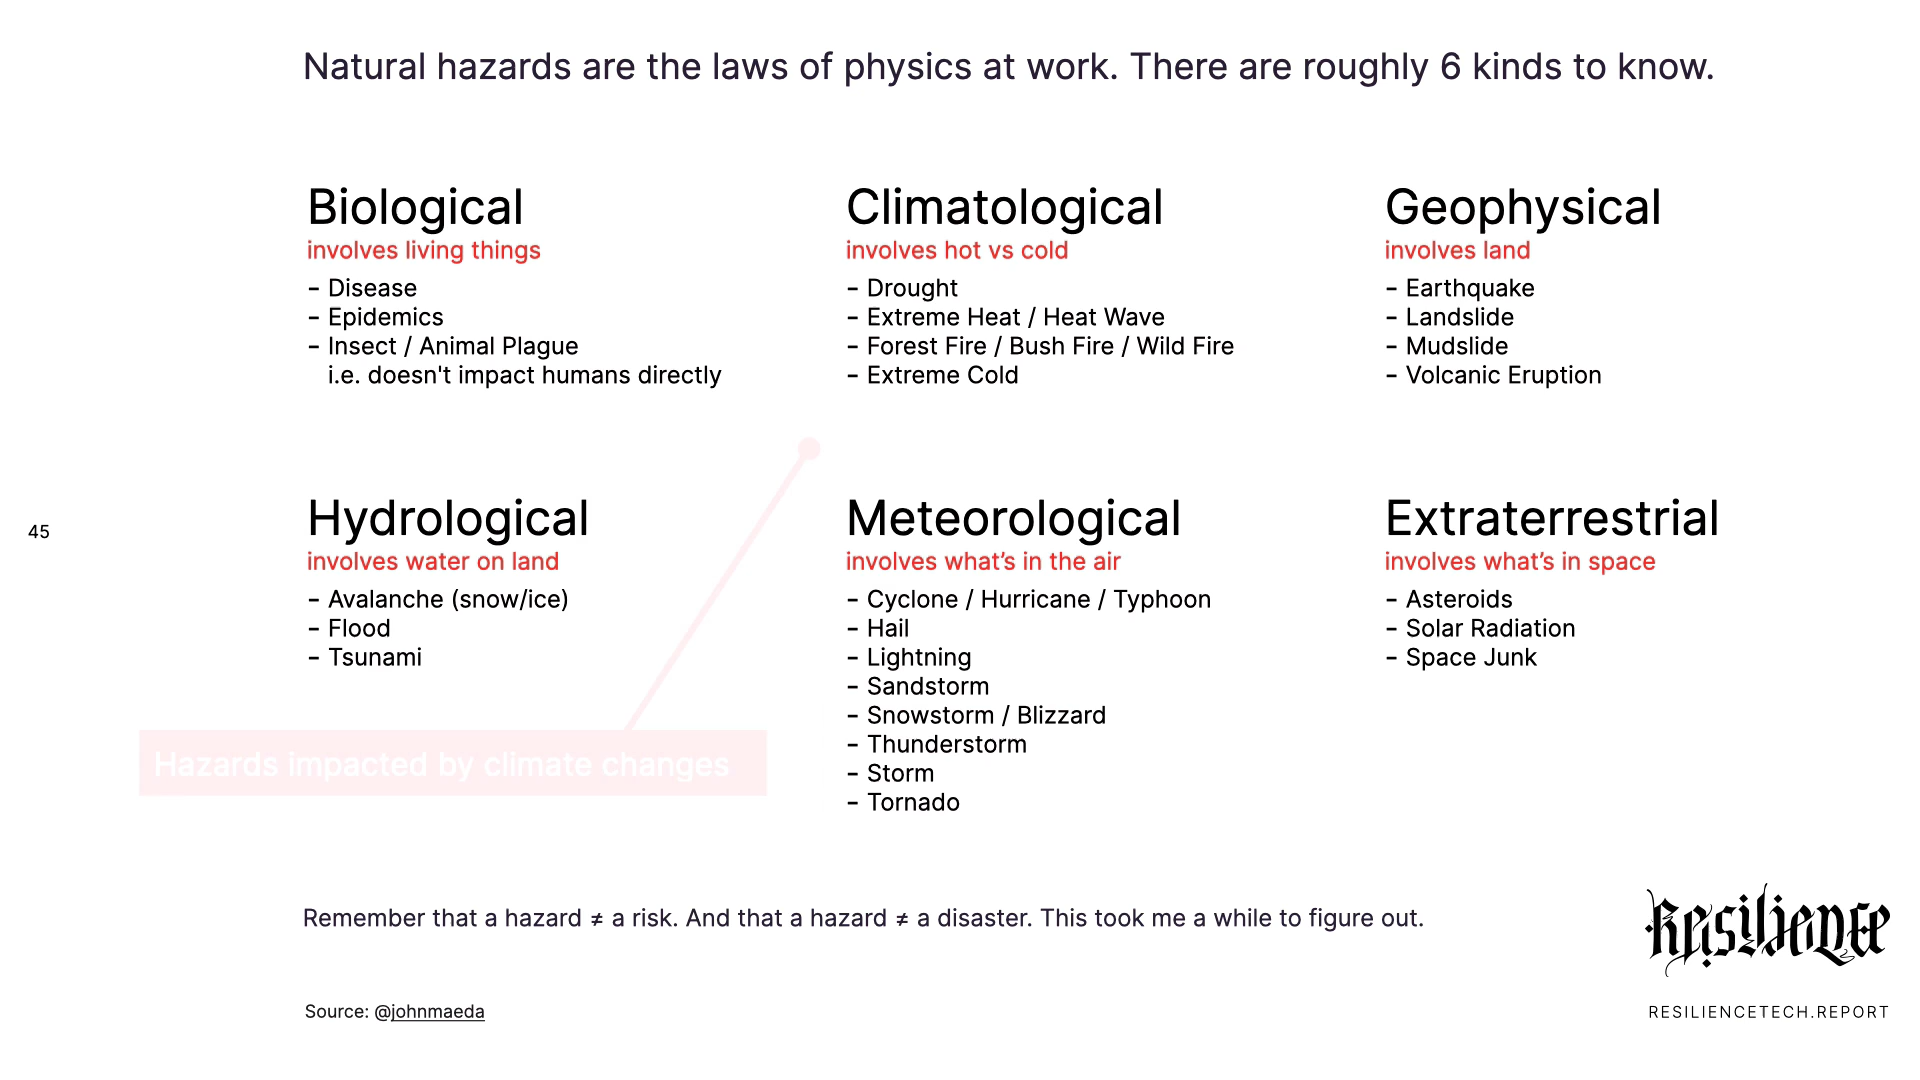 Natural hazards are the laws of physics at work. There are roughly 6 kinds to know.
Biological
involves living things
– Disease
– Epidemics
– Insect / Animal Plague
i.e. doesn't impact humans directly
Climatological
involves hot vs cold
– Drought
– Extreme Heat / Heat Wave
– Forest Fire / Bush Fire / Wild Fire
– Extreme Cold
Geophysical
involves land
– Earthquake
– Landslide
– Mudslide
– Volcanic Eruption
45
Hydrological
involves water on land
– Avalanche (snow/ice)
– Flood
– Tsunami
Hazards impacted by climate changes
Meteorological
involves what’s in the air
– Cyclone / Hurricane / Typhoon
– Hail
– Lightning
– Sandstorm
– Snowstorm / Blizzard
– Thunderstorm
– Storm
– Tornado
Extraterrestrial
involves what’s in space
– Asteroids
– Solar Radiation
– Space Junk
Remember that a hazard ≠ a risk. And that a hazard ≠ a disaster. This took me a while to figure out.
Resilience
Source: @johnmaeda
RESILIENCETECH.REPORT